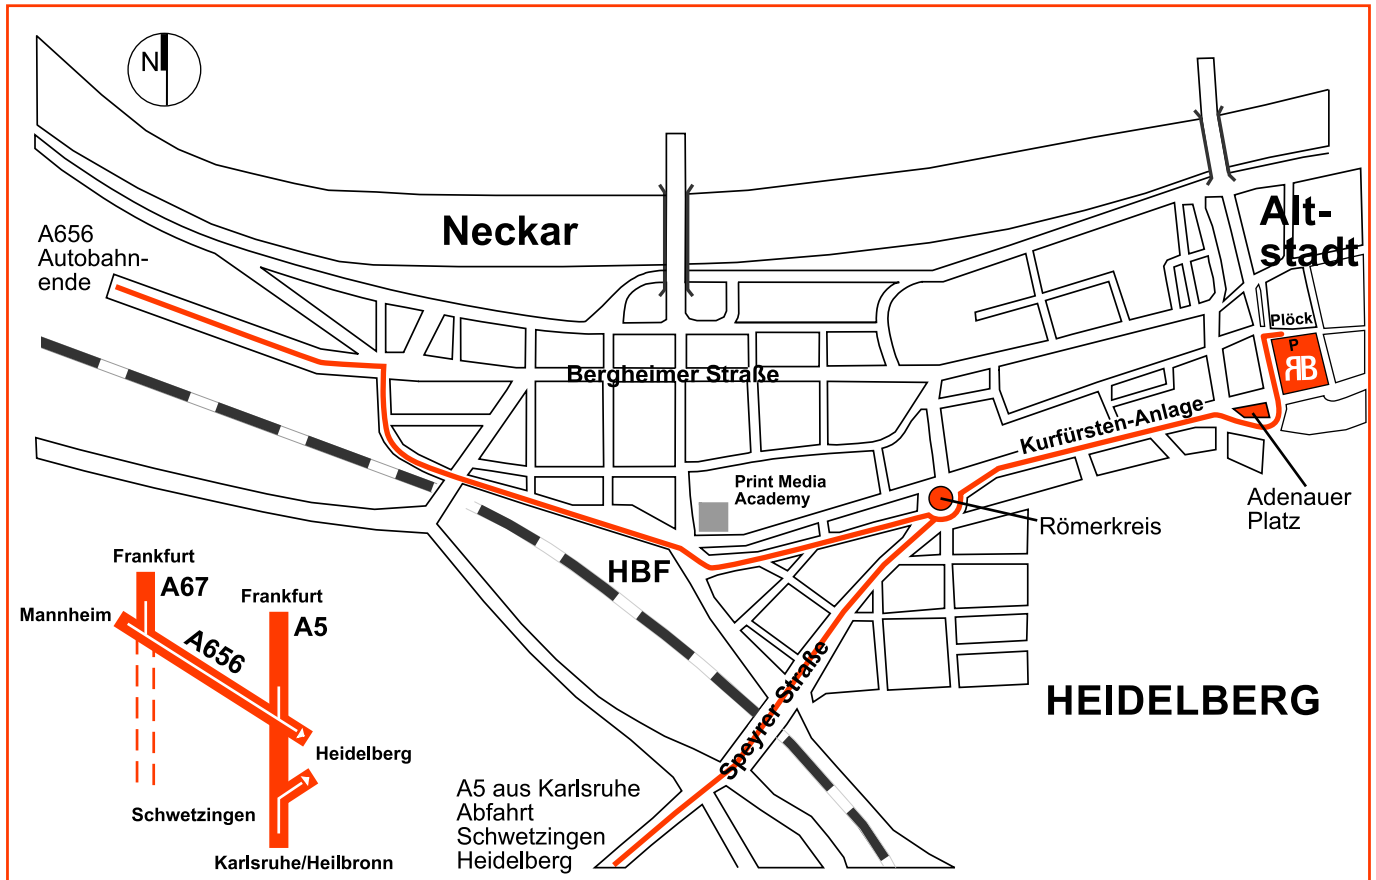 N
Neckar
Alt-
stadt
A656
Autobahn-
ende
Plöck
P
RB
Bergheimer Straße
Kurfürsten-Anlage
Print Media
Academy
Adenauer
Platz
Römerkreis
HBF
Frankfurt
A67
Frankfurt
A5
Mannheim
A656
Speyrer Straße
HEIDELBERG
Heidelberg
A5 aus Karlsruhe
Abfahrt
Schwetzingen
Heidelberg
Schwetzingen
Karlsruhe/Heilbronn